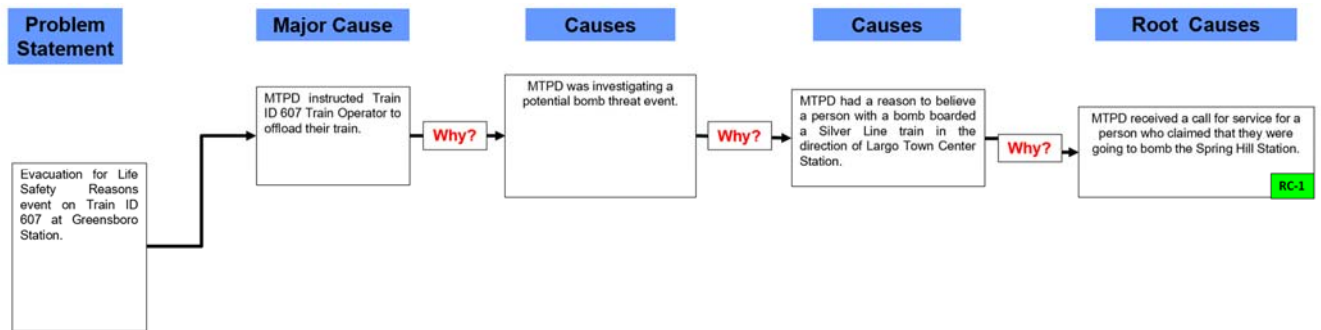 Problem
Statement
Major Cause
Causes
Causes
Root Causes
Evacuation for Life
Safety Reasons
event on Train ID
607 at Greensboro
Station.
MTPD instructed Train
ID 607 Train Operator to
offload their train.
Why?
MTPD was investigating a
potential bomb threat event.
Why?
MTPD had a reason to believe
a person with a bomb boarded
a Silver Line train in the
direction of Largo Town Center
Station.
Why?
MTPD received a call for service for a
person who claimed that they were
going to bomb the Spring Hill Station.
RC-1